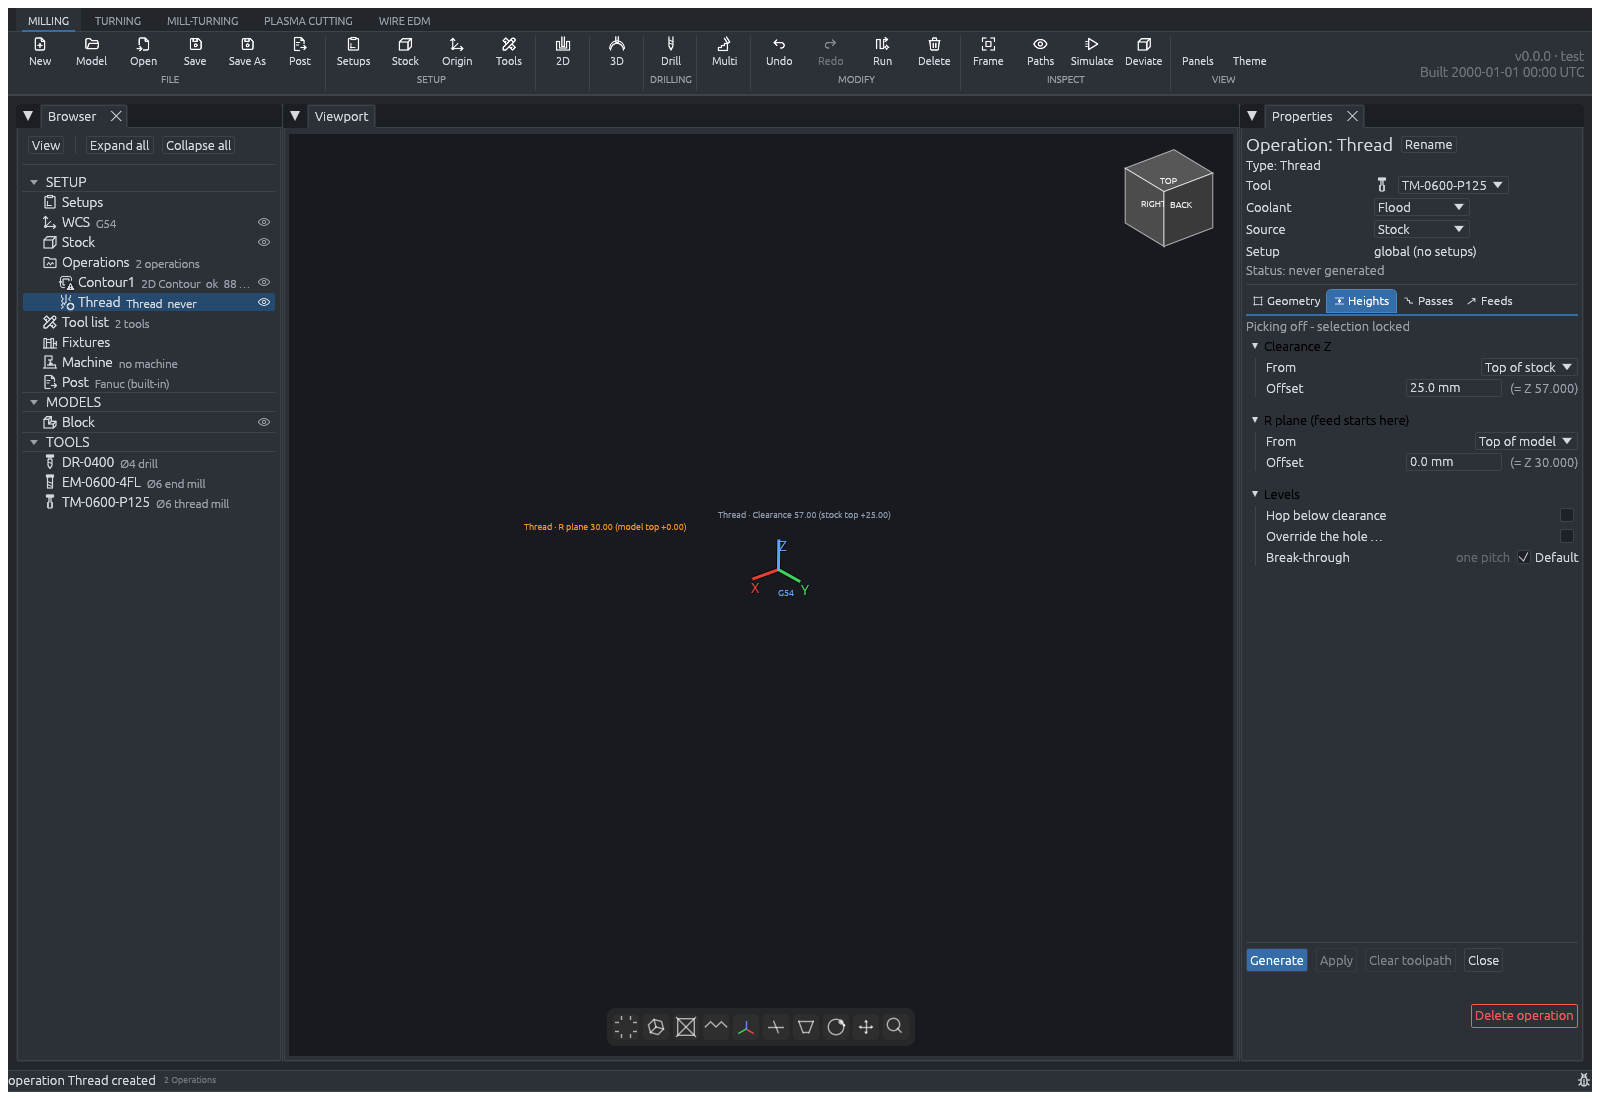 MILLING TURNING MILL-TURNING PLASMA CUTTING WIRE EDM
New Model Open Save Save As Post Setups Stock Origin Tools 2D 3D Drill Multi Undo Redo Run Delete Frame Paths Simulate Deviate Panels Theme
FILE SETUP DRILLING MODIFY INSPECT VIEW
v0.0.0 · test
Built 2000-01-01 00:00 UTC
Browser
View Expand all Collapse all
SETUP
Setups
WCS G54
Stock
Operations 2 operations
Contour1 2D Contour ok 88 ...
Thread Thread never
Tool list 2 tools
Fixtures
Machine no machine
Post Fanuc (built-in)
MODELS
Block
TOOLS
DR-0400 Ø4 drill
EM-0600-4FL Ø6 end mill
TM-0600-P125 Ø6 thread mill
Viewport
TOP
RIGHT BACK
Thread · Clearance 57.00 (stock top +25.00)
Thread · R plane 30.00 (model top +0.00)
Z
X Y
G54
Properties
Operation: Thread Rename
Type: Thread
Tool TM-0600-P125
Coolant Flood
Source Stock
Setup global (no setups)
Status: never generated
Geometry Heights Passes Feeds
Picking off - selection locked
Clearance Z
From Top of stock
Offset 25.0 mm (= Z 57.000)
R plane (feed starts here)
From Top of model
Offset 0.0 mm (= Z 30.000)
Levels
Hop below clearance
Override the hole ...
Break-through one pitch Default
Generate Apply Clear toolpath Close
Delete operation
operation Thread created 2 Operations